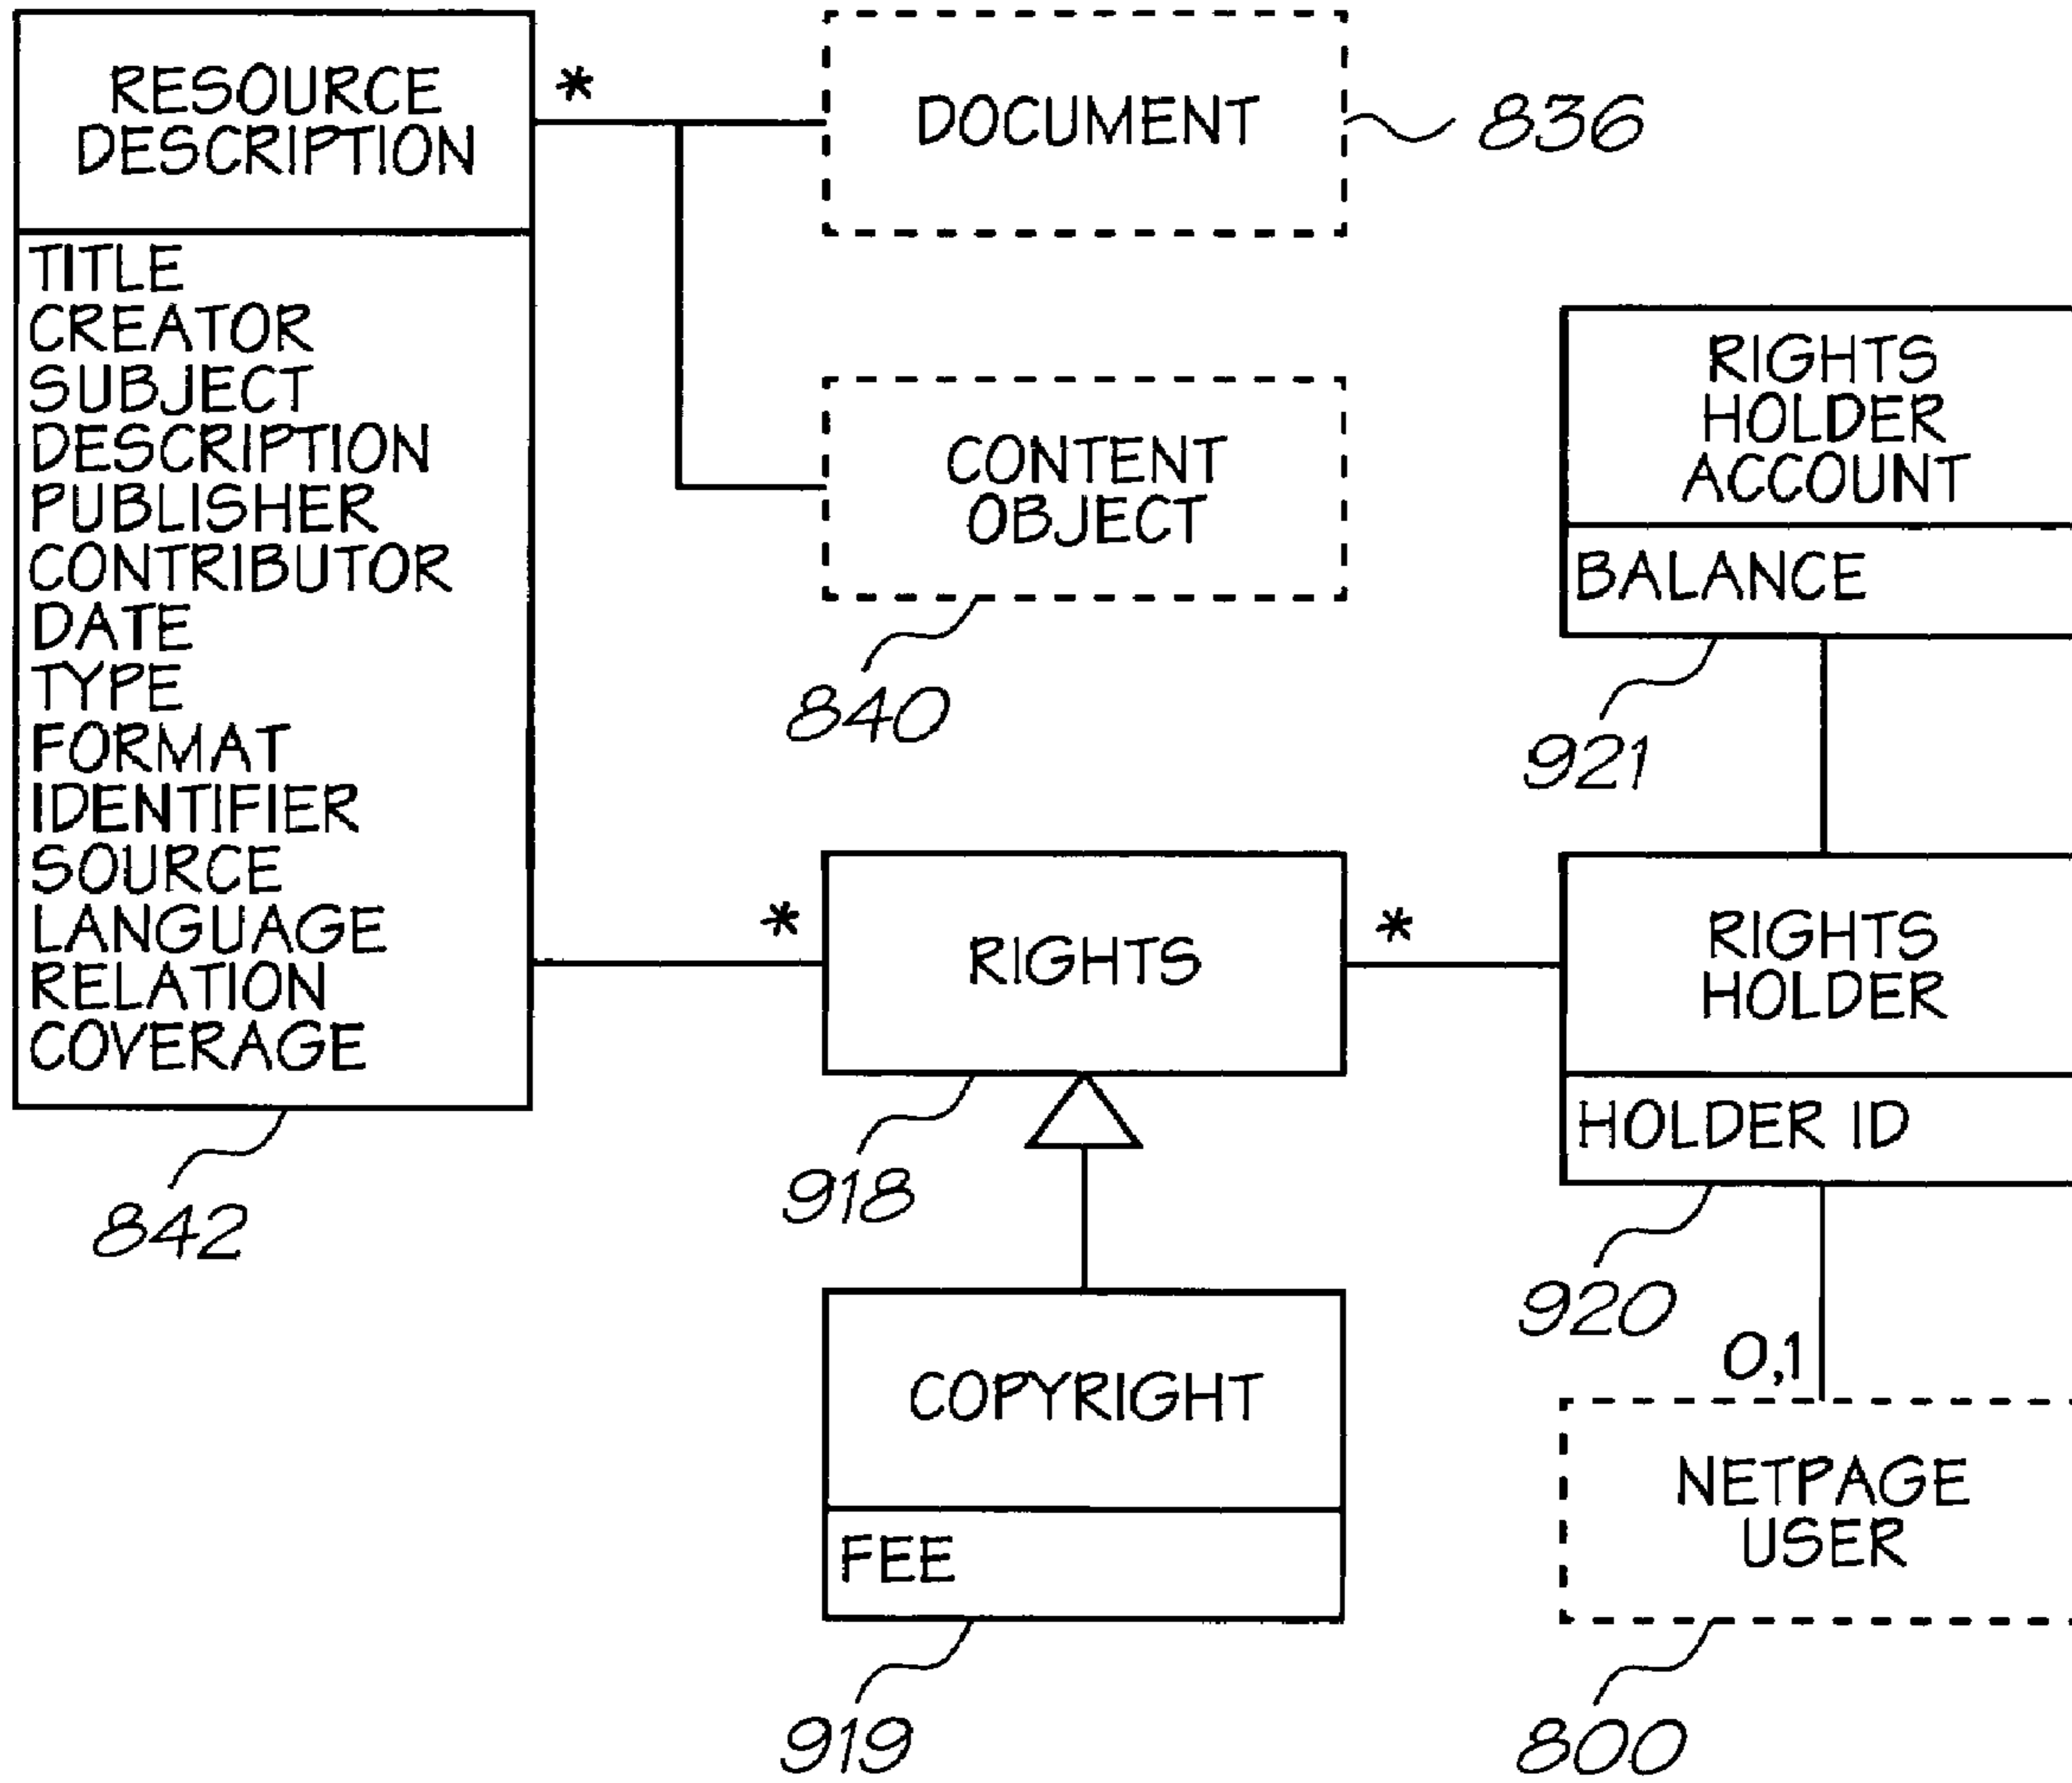 RESOURCE
DESCRIPTION
TITLE
CREATOR
SUBJECT
DESCRIPTION
PUBLISHER
CONTRIBUTOR
DATE
TYPE
FORMAT
IDENTIFIER
SOURCE
LANGUAGE
RELATION
COVERAGE
842
*
DOCUMENT
836
CONTENT
OBJECT
840
*
RIGHTS
*
918
COPYRIGHT
FEE
919
RIGHTS
HOLDER
ACCOUNT
BALANCE
921
RIGHTS
HOLDER
HOLDER ID
920
0,1
NETPAGE
USER
800